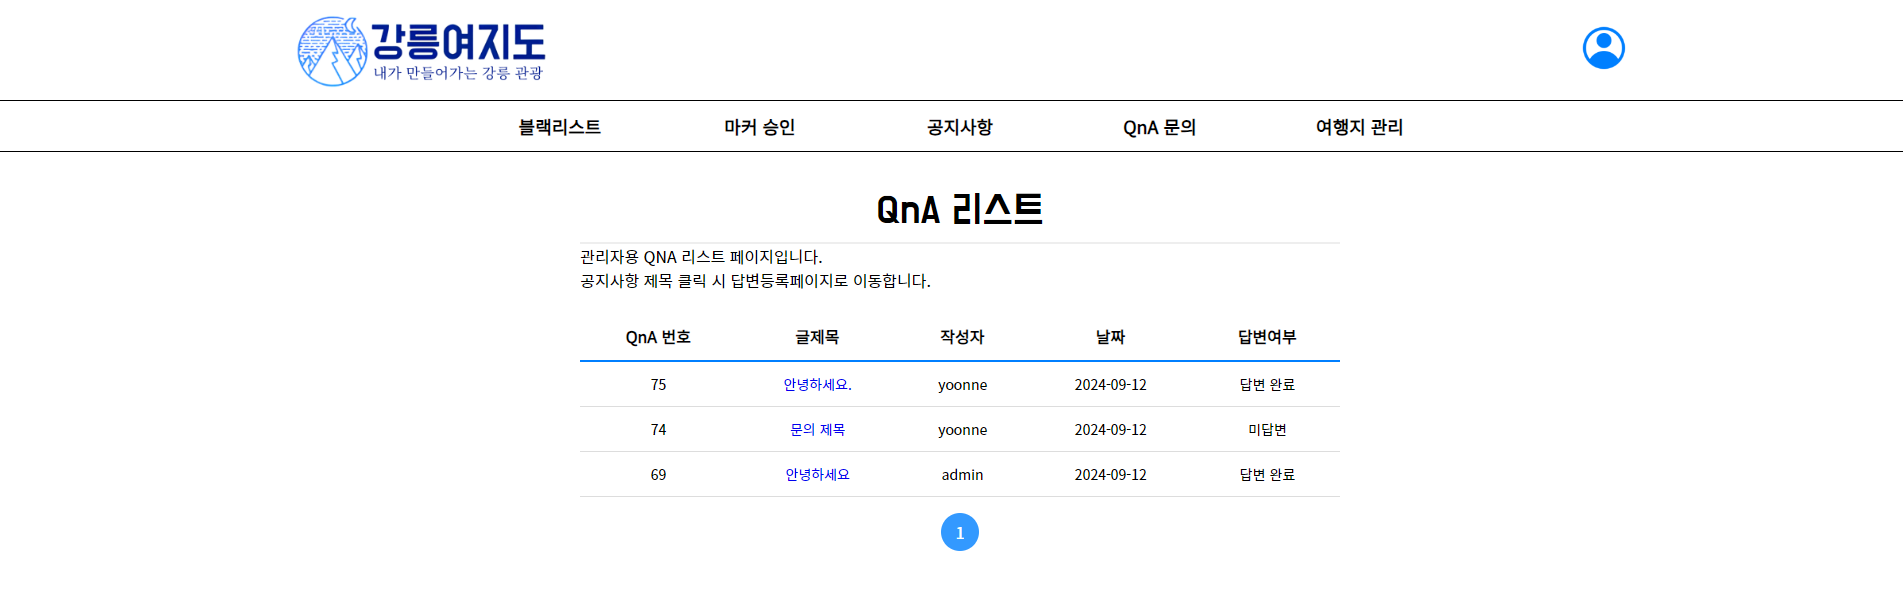 강릉여지도
내가 만들어가는 강릉 관광
블랙리스트 마커 승인 공지사항 QnA 문의 여행지 관리
QnA 리스트
관리자용 QNA 리스트 페이지입니다.
공지사항 제목 클릭 시 답변등록페이지로 이동합니다.
QnA 번호 글제목 작성자 날짜 답변여부
75 안녕하세요. yoonne 2024-09-12 답변 완료
74 문의 제목 yoonne 2024-09-12 미답변
69 안녕하세요 admin 2024-09-12 답변 완료
1